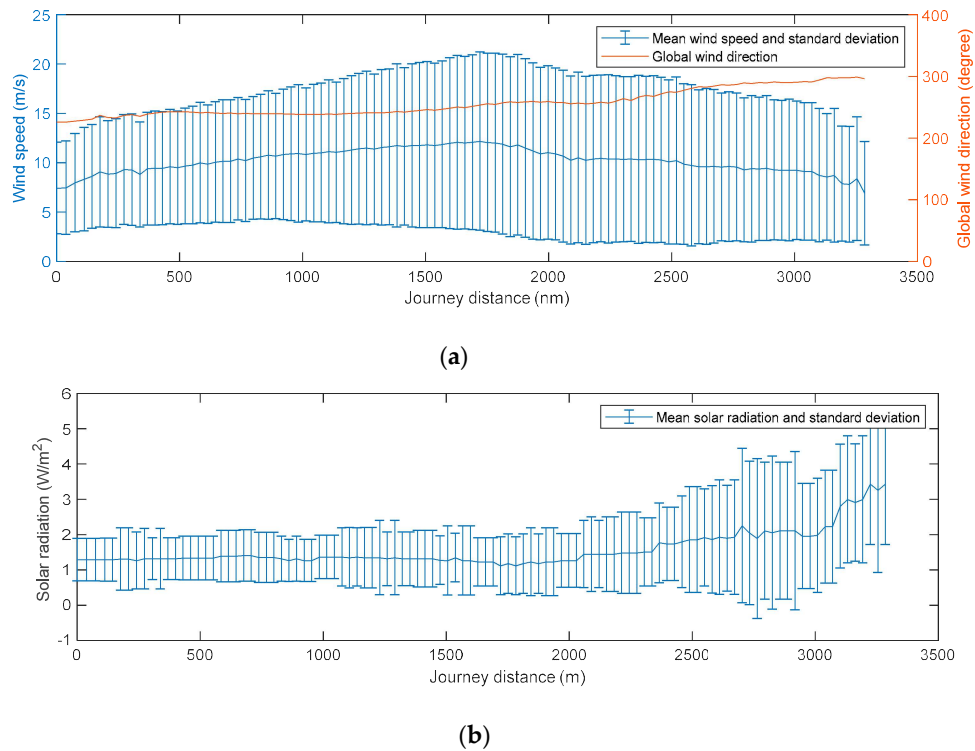 25
20
15
10
5
0
Wind speed (m/s)
400
300
200
100
0
Global wind direction (degree)
Mean wind speed and standard deviation
Global wind direction
0 500 1000 1500 2000 2500 3000 3500
Journey distance (nm)
(a)
6
5
4
3
2
1
0
-1
Solar radiation (W/m²)
Mean solar radiation and standard deviation
0 500 1000 1500 2000 2500 3000 3500
Journey distance (m)
(b)